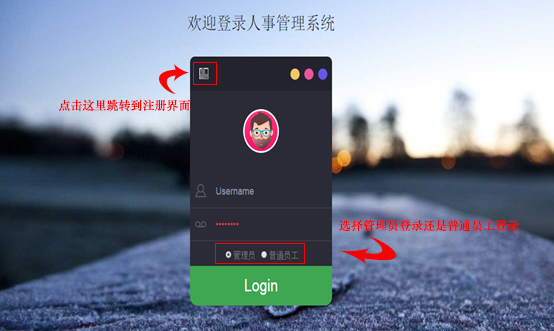 欢迎登录人事管理系统
点击这里跳转到注册界面
Username
••••••••
选择管理员登录还是普通员工登录
管理员 普通员工
Login